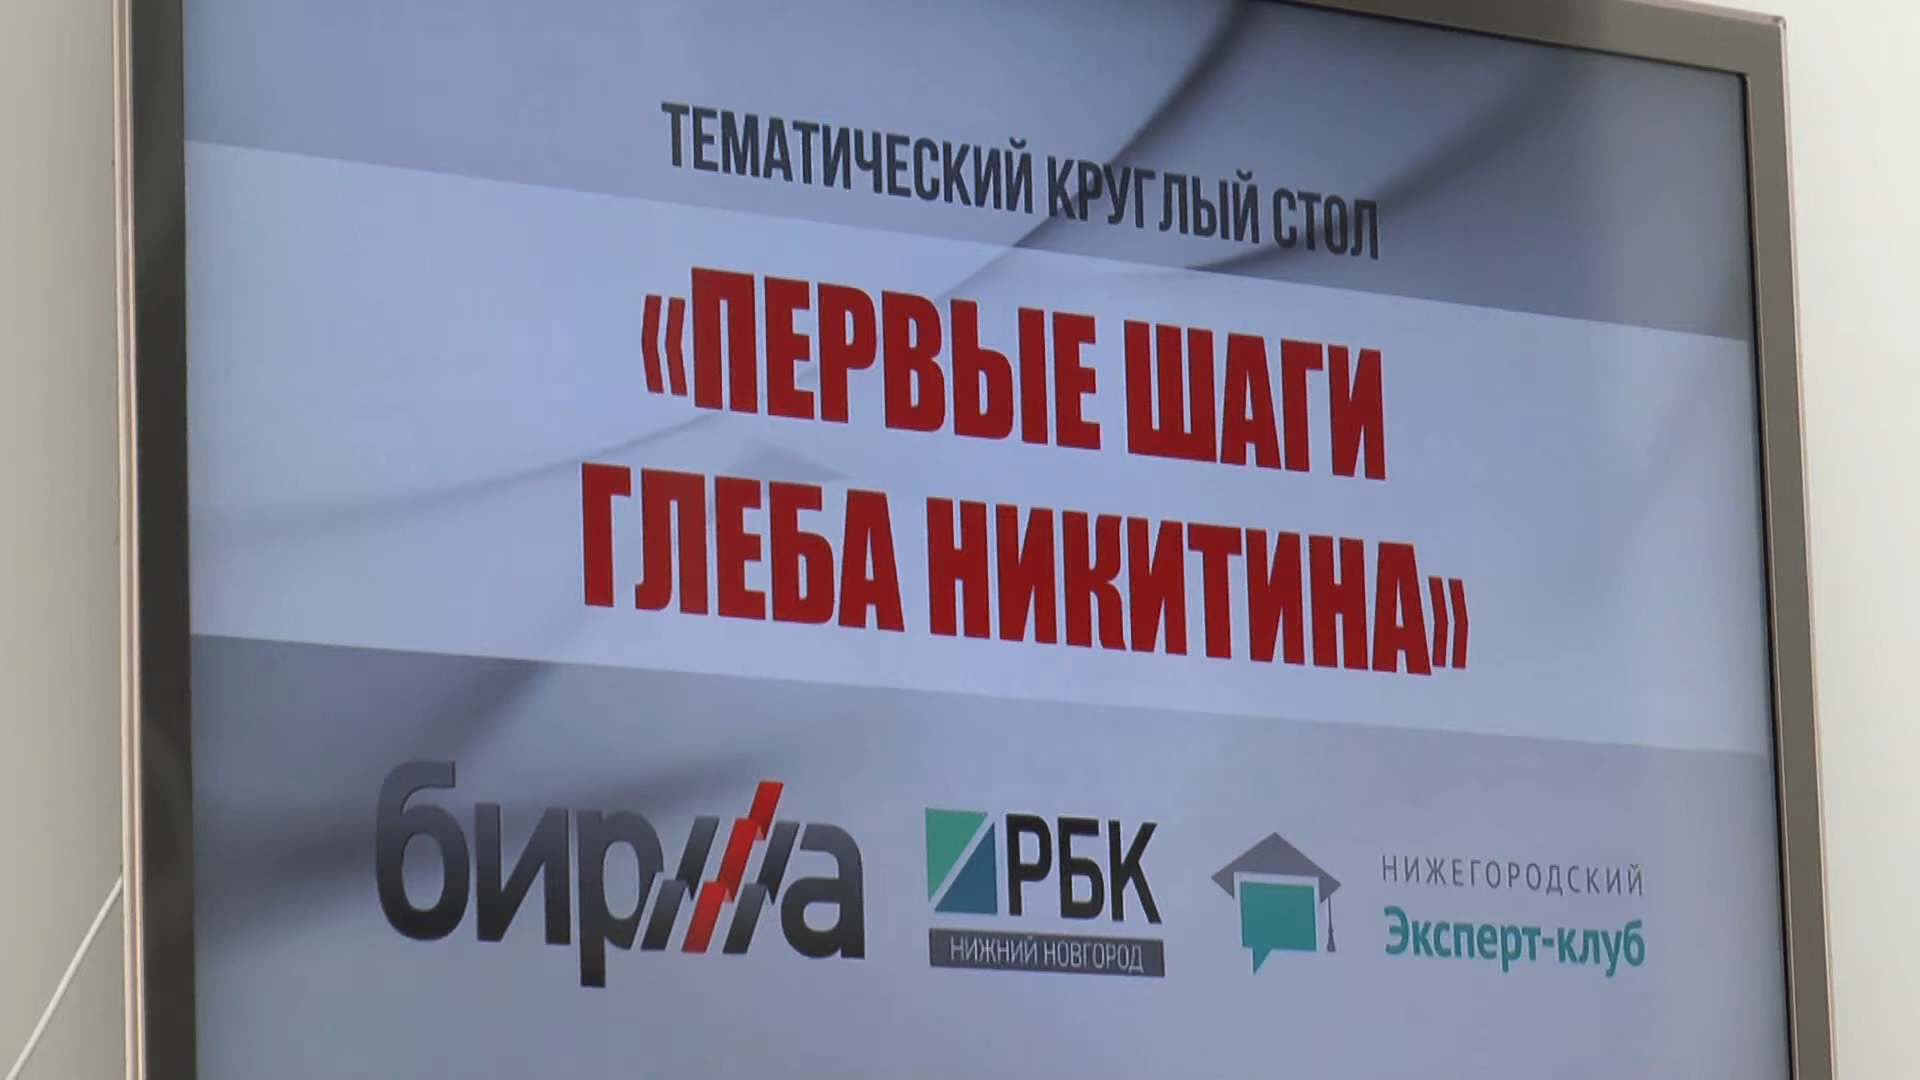 ТЕМАТИЧЕСКИЙ КРУГЛЫЙ СТОЛ
«ПЕРВЫЕ ШАГИ
ГЛЕБА НИКИТИНА»
биржа
РБК
НИЖНИЙ НОВГОРОД
НИЖЕГОРОДСКИЙ
Эксперт-клуб